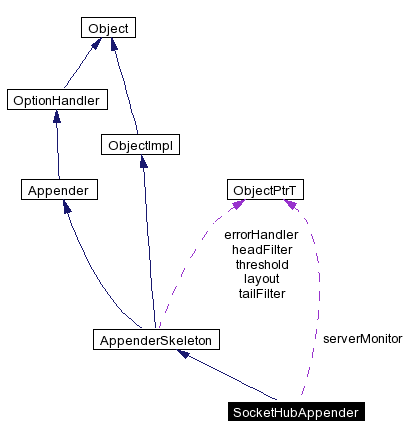 Object
OptionHandler
ObjectImpl
Appender
ObjectPtrT
errorHandler
headFilter
threshold
layout
tailFilter
AppenderSkeleton
serverMonitor
SocketHubAppender